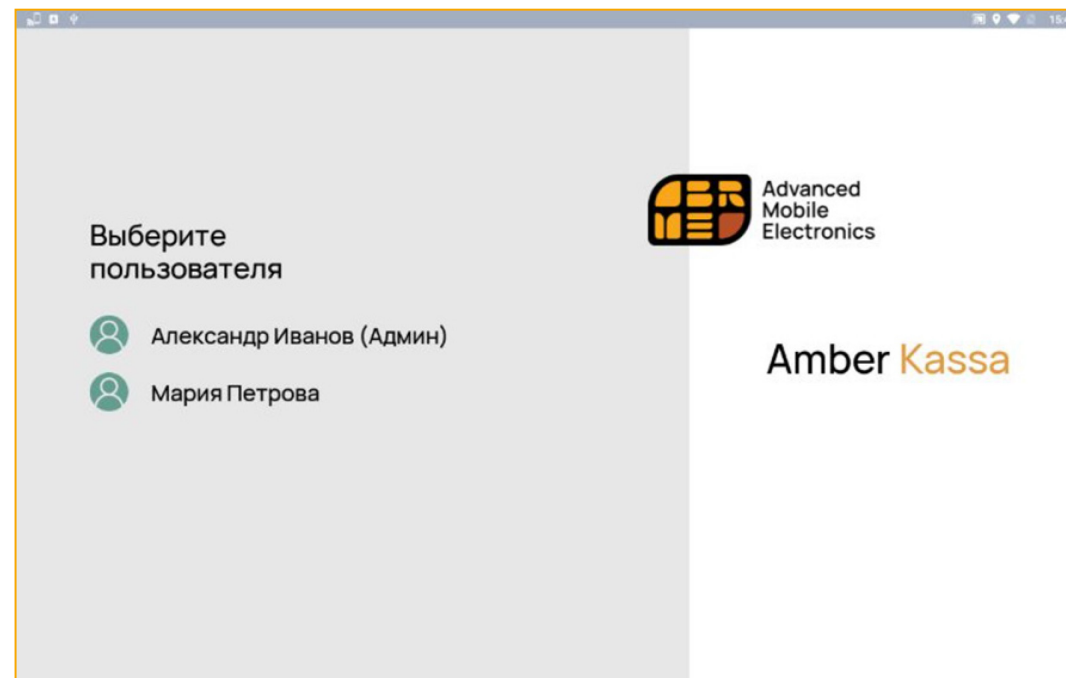 Выберите
пользователя
Александр Иванов (Админ)
Мария Петрова
Advanced
Mobile
Electronics
Amber Kassa